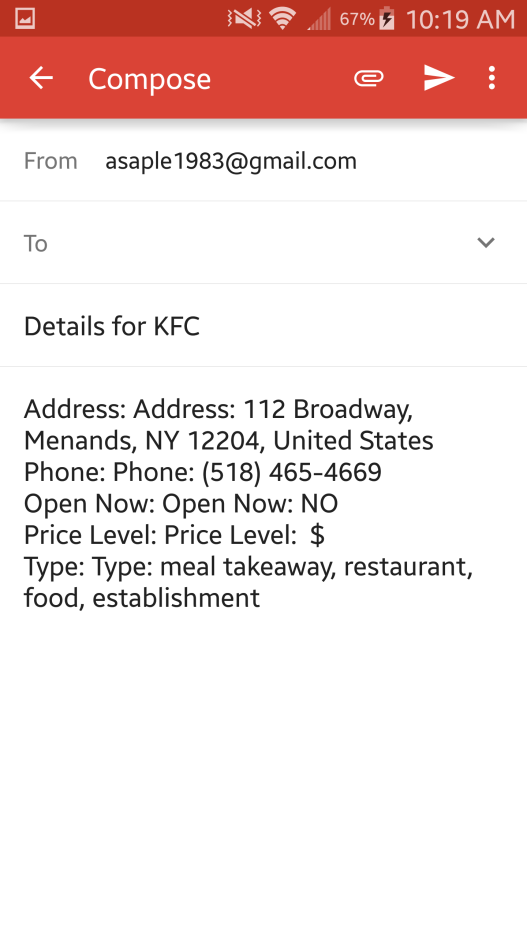 67% 10:19 AM
Compose
From asaple1983@gmail.com
To
Details for KFC
Address: Address: 112 Broadway,
Menands, NY 12204, United States
Phone: Phone: (518) 465-4669
Open Now: Open Now: NO
Price Level: Price Level:  $
Type: Type: meal takeaway, restaurant,
food, establishment